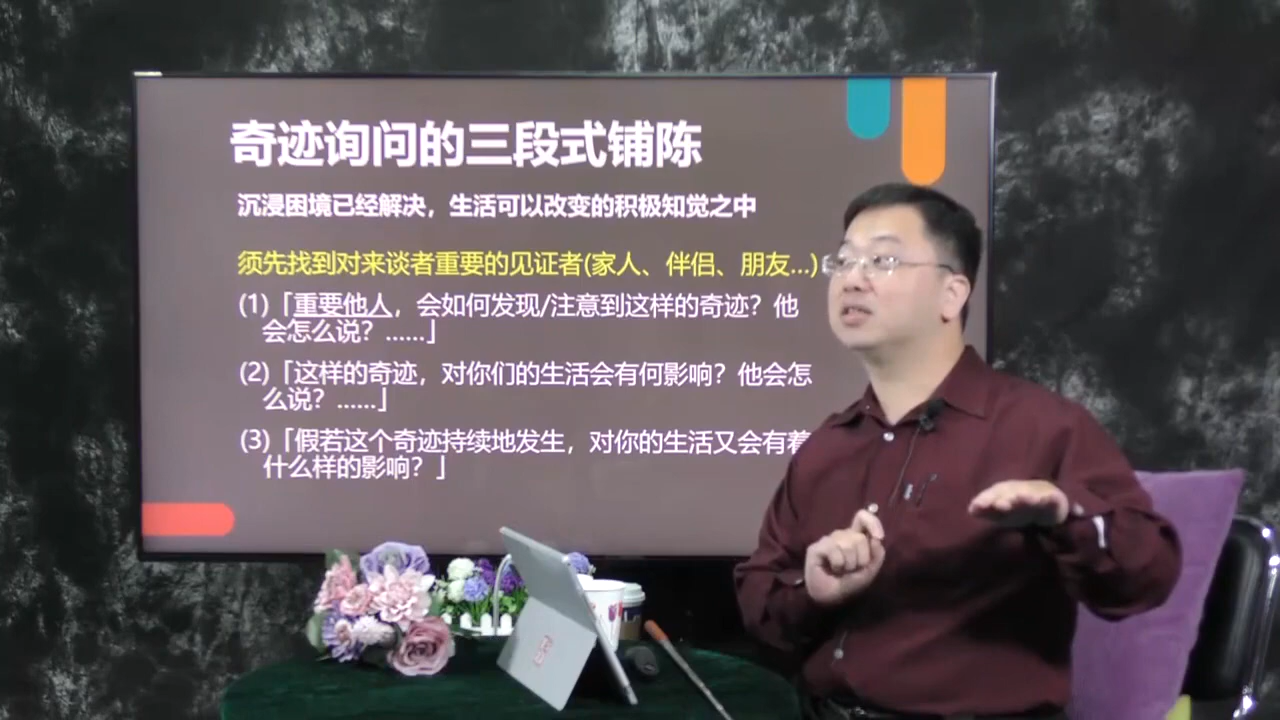 奇迹询问的三段式铺陈
沉浸困境已经解决，生活可以改变的积极知觉之中
须先找到对来谈者重要的见证者(家人、伴侣、朋友...)
(1)「重要他人，会如何发现/注意到这样的奇迹？他
会怎么说？......」
(2)「这样的奇迹，对你们的生活会有何影响？他会怎
么说？......」
(3)「假若这个奇迹持续地发生，对你的生活又会有着
什么样的影响？」